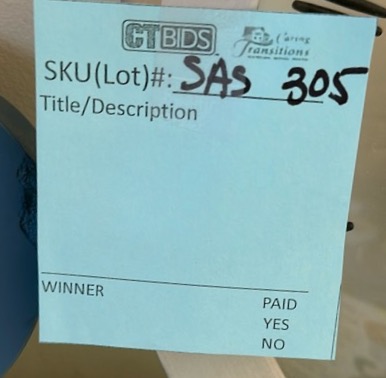 CTBIDS Caring Transitions
SKU(Lot)#: SAS 305
Title/Description
WINNER PAID
YES
NO